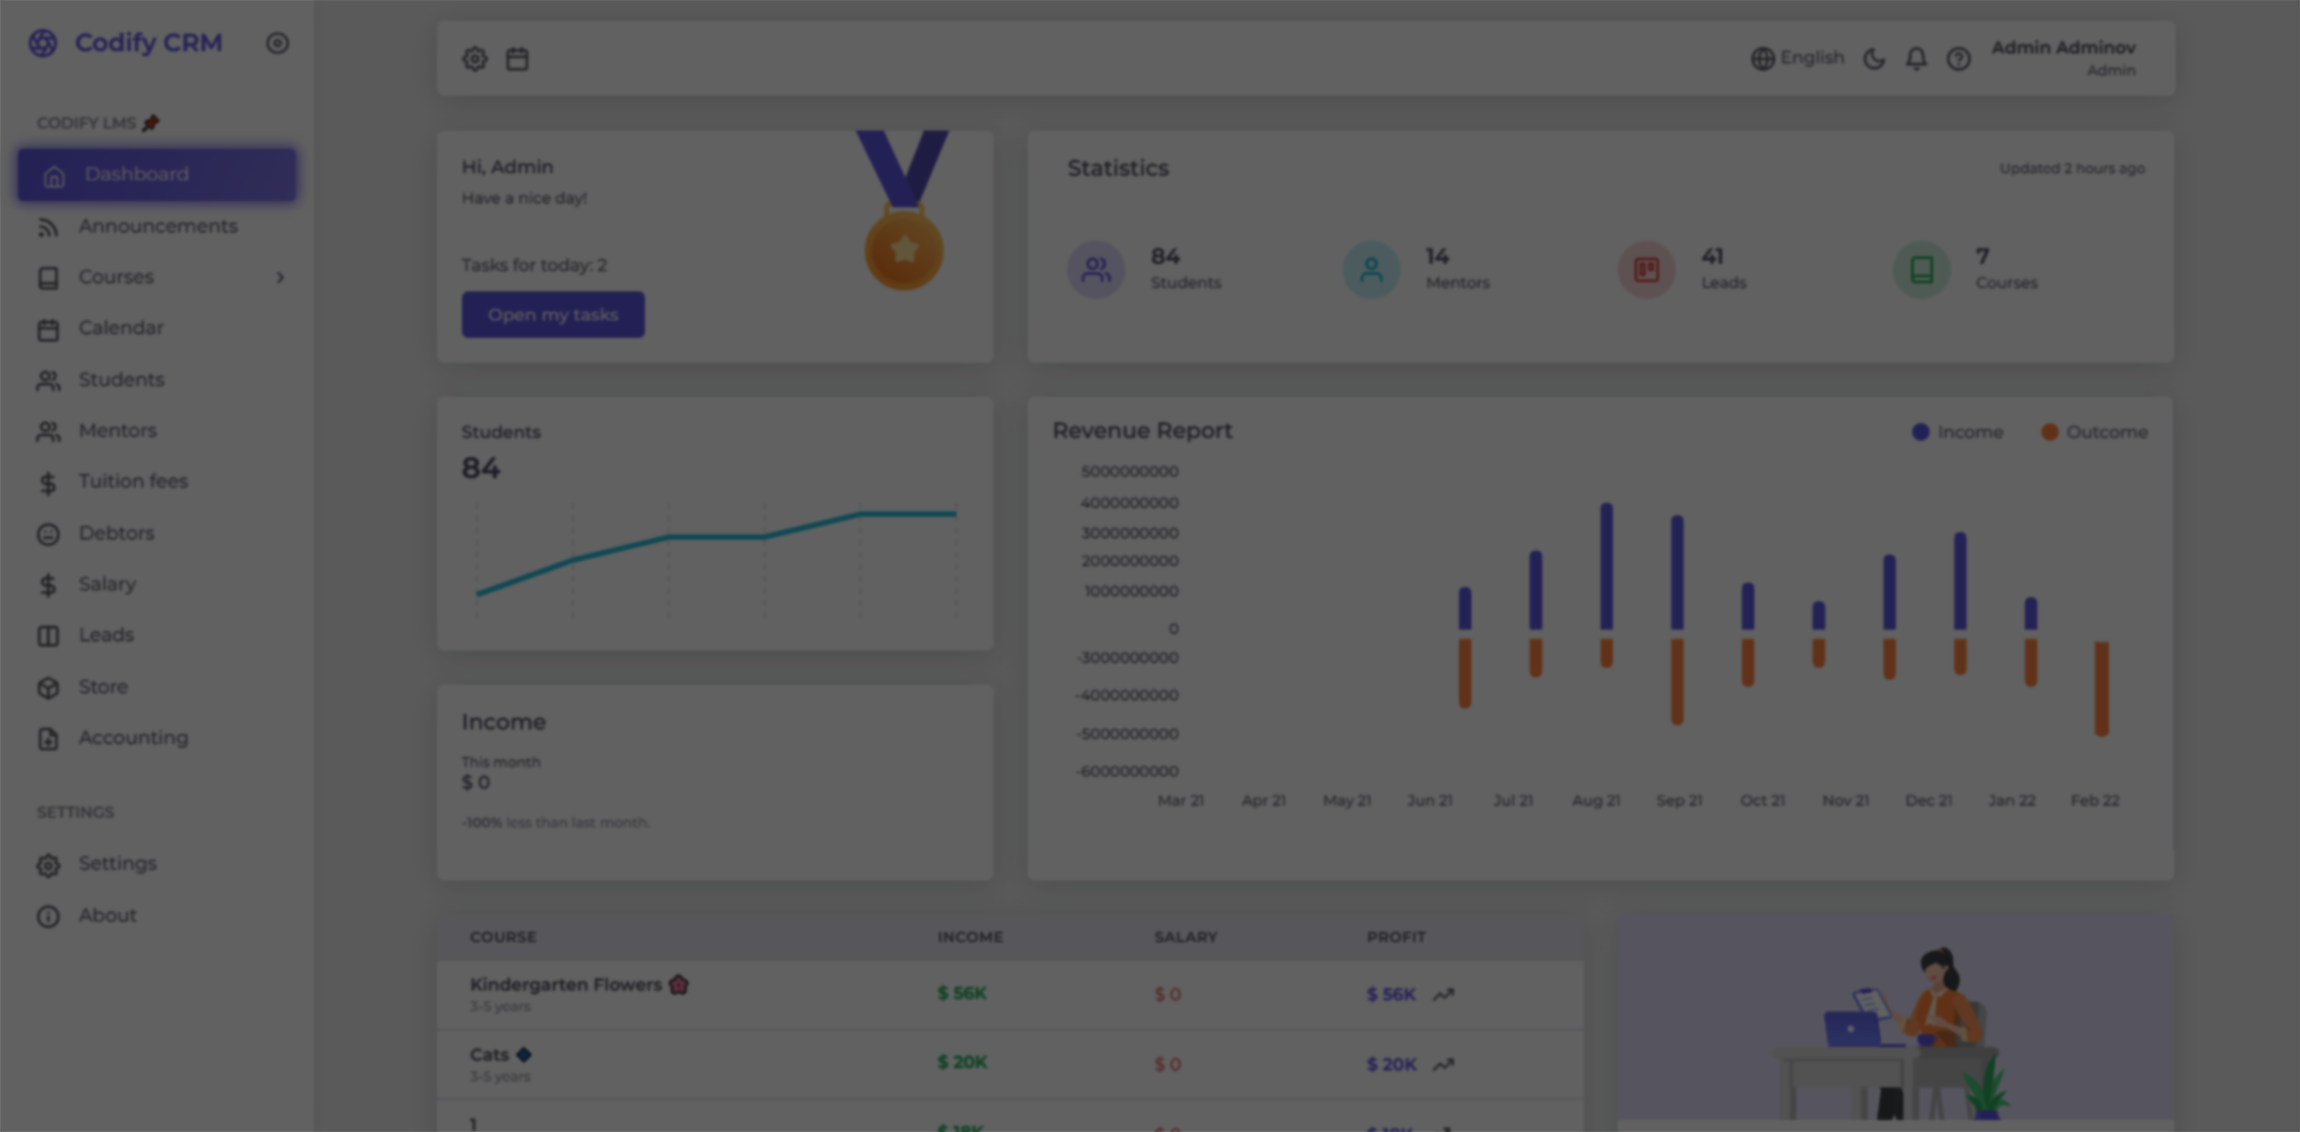 Codify CRM
CODIFY LMS
Dashboard
Announcements
Courses
Calendar
Students
Mentors
Tuition fees
Debtors
Salary
Leads
Store
Accounting
SETTINGS
Settings
About
English
Admin Adminov
Admin
Hi, Admin
Have a nice day!
Tasks for today: 2
Open my tasks
Statistics
Updated 2 hours ago
84
Students
14
Mentors
41
Leads
7
Courses
Students
84
Income
This month
$ 0
-100% less than last month.
Revenue Report
Income
Outcome
5000000000
4000000000
3000000000
2000000000
1000000000
0
-3000000000
-4000000000
-5000000000
-6000000000
Mar 21 Apr 21 May 21 Jun 21 Jul 21 Aug 21 Sep 21 Oct 21 Nov 21 Dec 21 Jan 22 Feb 22
COURSE INCOME SALARY PROFIT
Kindergarten Flowers
3-5 years
$ 56K $ 0 $ 56K
Cats
3-5 years
$ 20K $ 0 $ 20K
1